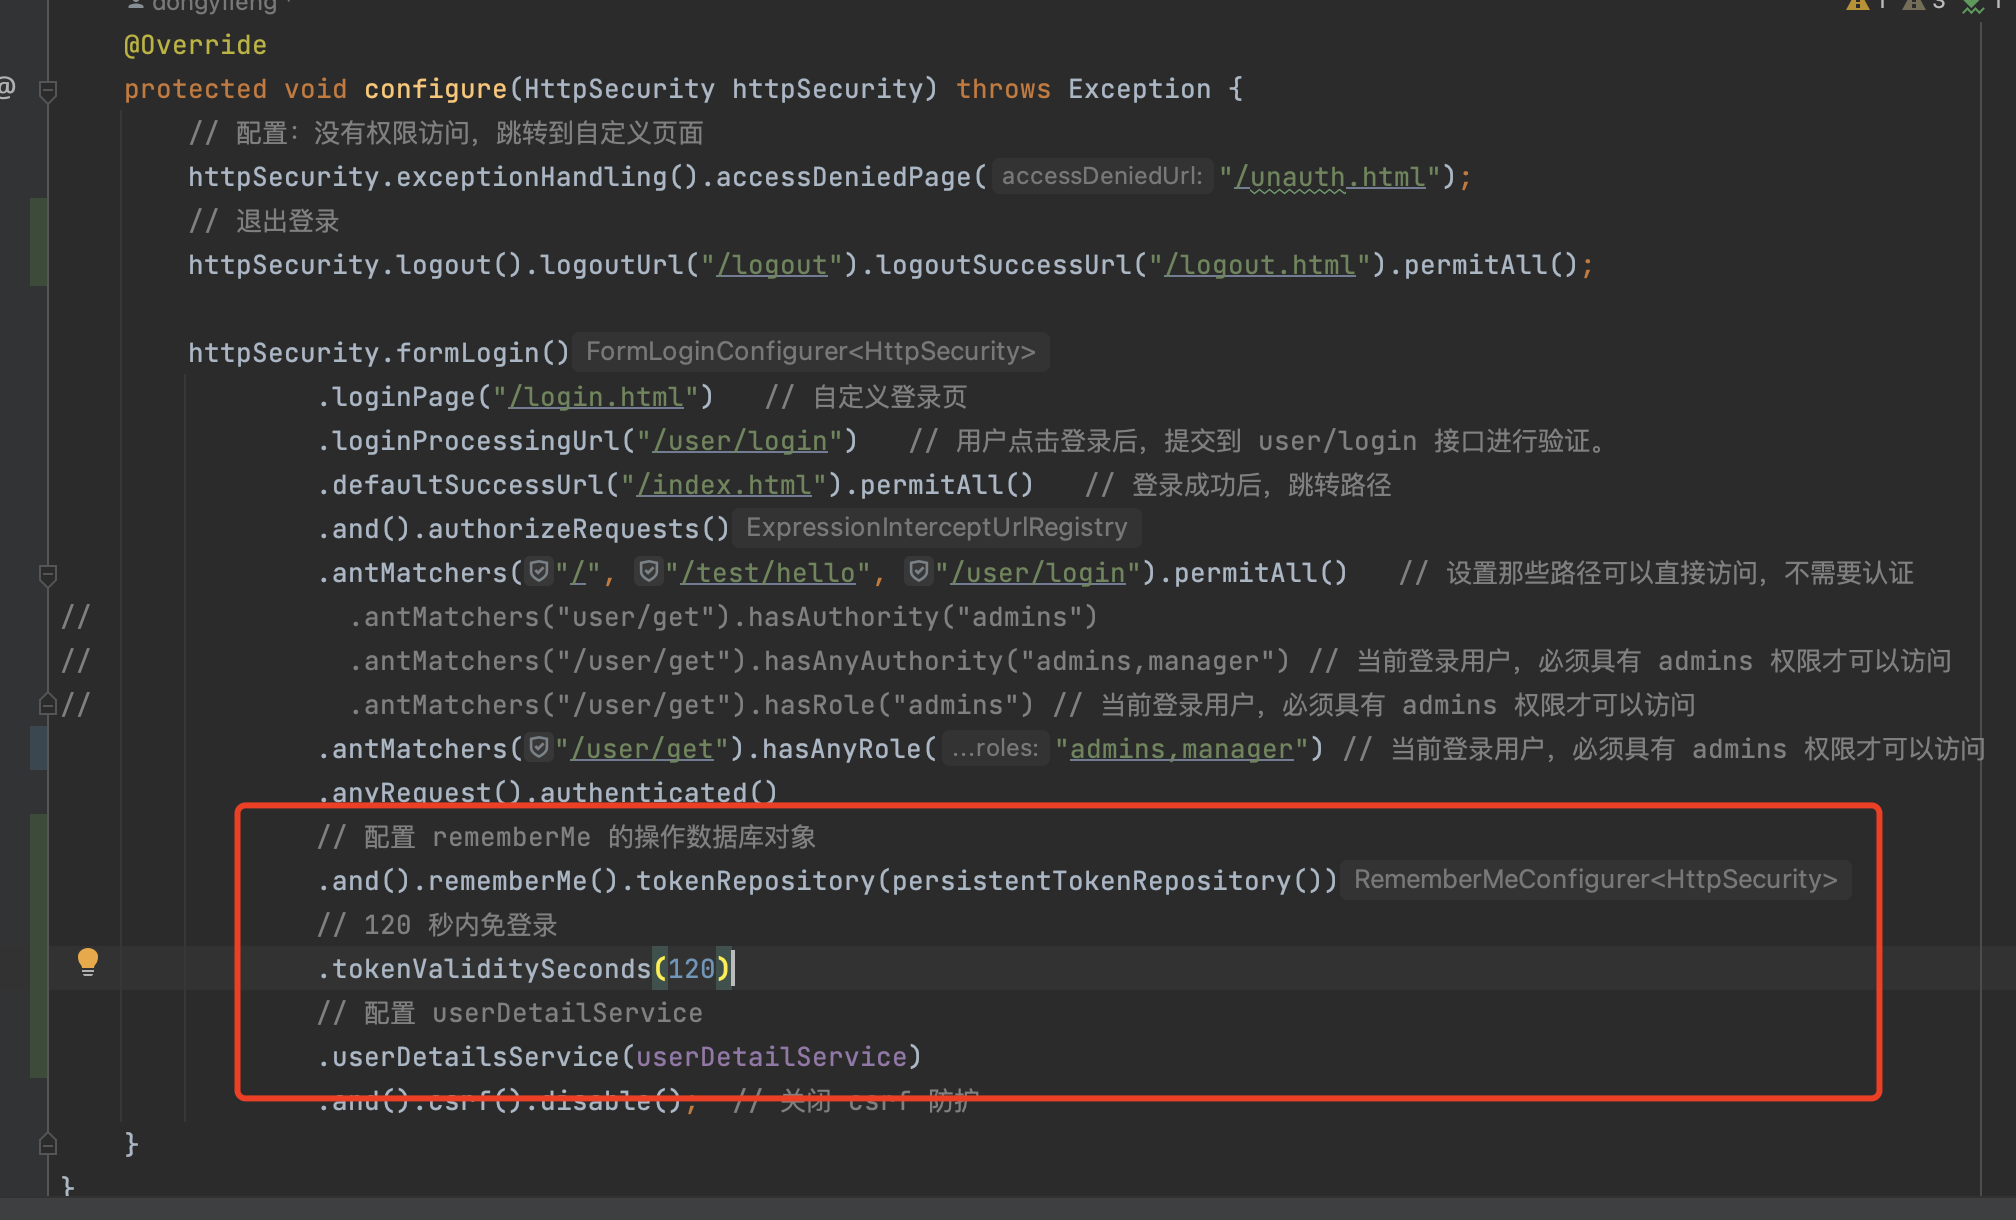 dongyifeng
1 3 1
@Override
protected void configure(HttpSecurity httpSecurity) throws Exception {
// 配置：没有权限访问，跳转到自定义页面
httpSecurity.exceptionHandling().accessDeniedPage( accessDeniedUrl: "/unauth.html");
// 退出登录
httpSecurity.logout().logoutUrl("/logout").logoutSuccessUrl("/logout.html").permitAll();
httpSecurity.formLogin() FormLoginConfigurer<HttpSecurity>
.loginPage("/login.html")   // 自定义登录页
.loginProcessingUrl("/user/login")   // 用户点击登录后，提交到 user/login 接口进行验证。
.defaultSuccessUrl("/index.html").permitAll()   // 登录成功后，跳转路径
.and().authorizeRequests() ExpressionInterceptUrlRegistry
.antMatchers( "/", "/test/hello", "/user/login").permitAll()   // 设置那些路径可以直接访问，不需要认证
// .antMatchers("user/get").hasAuthority("admins")
// .antMatchers("/user/get").hasAnyAuthority("admins,manager") // 当前登录用户，必须具有 admins 权限才可以访问
// .antMatchers("/user/get").hasRole("admins") // 当前登录用户，必须具有 admins 权限才可以访问
.antMatchers( "/user/get").hasAnyRole( ...roles: "admins,manager") // 当前登录用户，必须具有 admins 权限才可以访问
.anyRequest().authenticated()
// 配置 rememberMe 的操作数据库对象
.and().rememberMe().tokenRepository(persistentTokenRepository()) RememberMeConfigurer<HttpSecurity>
// 120 秒内免登录
.tokenValiditySeconds(120)
// 配置 userDetailService
.userDetailsService(userDetailService)
.and().csrf().disable();  // 关闭 csrf 防护
}
}